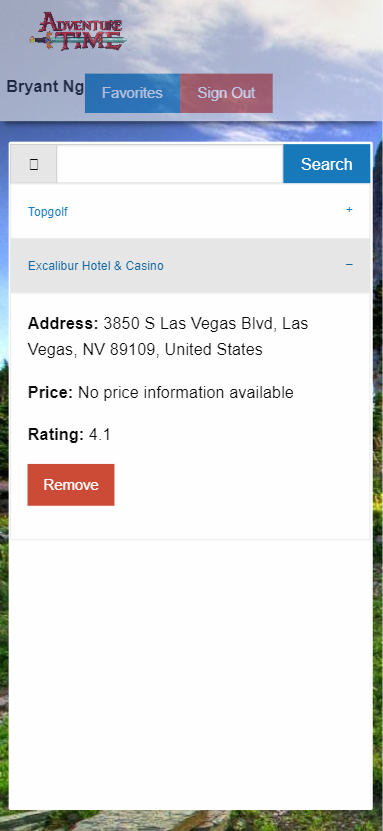 ADVENTURE
TIME
Bryant Ng Favorites Sign Out
Search
Topgolf +
Excalibur Hotel & Casino −
Address: 3850 S Las Vegas Blvd, Las
Vegas, NV 89109, United States
Price: No price information available
Rating: 4.1
Remove